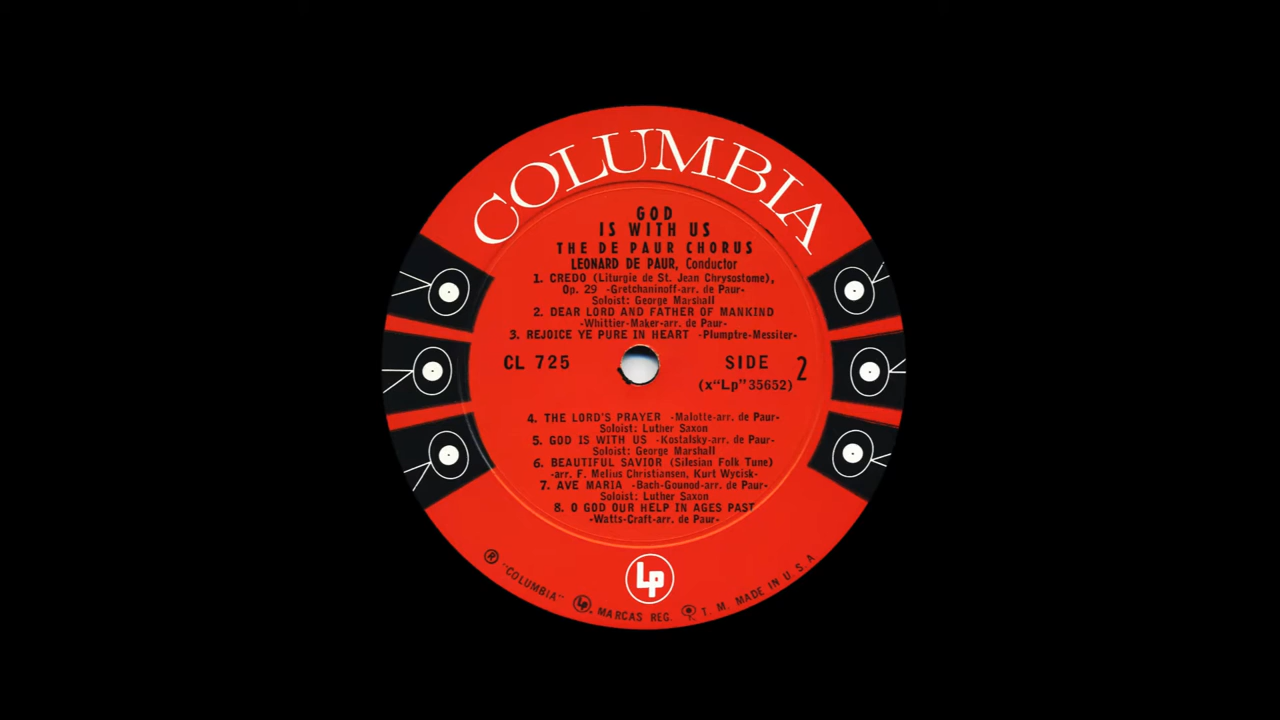 COLUMBIA
GOD
IS WITH US
THE DE PAUR CHORUS
LEONARD DE PAUR, Conductor
1. CREDO (Liturgie de St. Jean Chrysostome),
Op. 29 -Gretchaninoff-arr. de Paur-
Soloist: George Marshall
2. DEAR LORD AND FATHER OF MANKIND
-Whittier-Maker-arr. de Paur-
3. REJOICE YE PURE IN HEART -Plumptre-Messiter-
CL 725 SIDE 2
(x"Lp"35652)
4. THE LORD'S PRAYER -Malotte-arr. de Paur-
Soloist: Luther Saxon
5. GOD IS WITH US -Kostalsky-arr. de Paur-
Soloist: George Marshall
6. BEAUTIFUL SAVIOR (Silesian Folk Tune)
-arr. F. Melius Christiansen, Kurt Wycisk-
7. AVE MARIA -Bach-Gounod-arr. de Paur-
Soloist: Luther Saxon
8. O GOD OUR HELP IN AGES PAST
-Watts-Craft-arr. de Paur-
Lp
® "COLUMBIA" Lp, MARCAS REG. T. M. MADE IN U. S. A